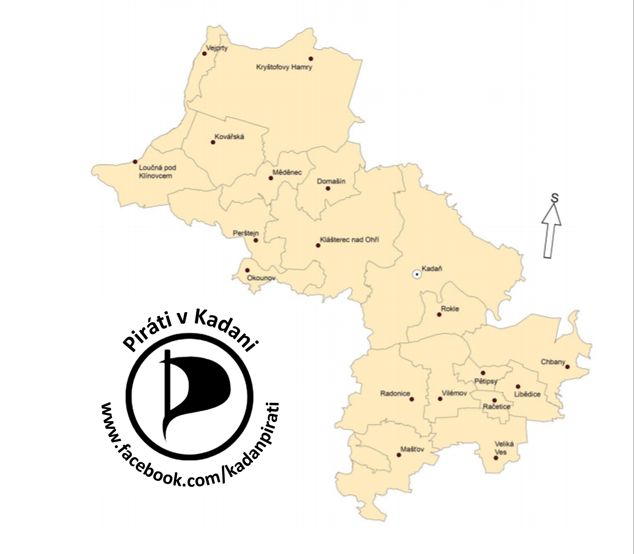 Vejprty
Kryštofovy Hamry
Kovářská
Loučná pod
Klínovcem
Měděnec
Domašín
S
Perštejn
Klášterec nad Ohří
Okounov
Kadaň
Rokle
Piráti v Kadani
Chbany
Pětipsy
Libědice
Radonice
Vilémov
Račetice
www.facebook.com/kadanpirati
Mašťov
Veliká
Ves